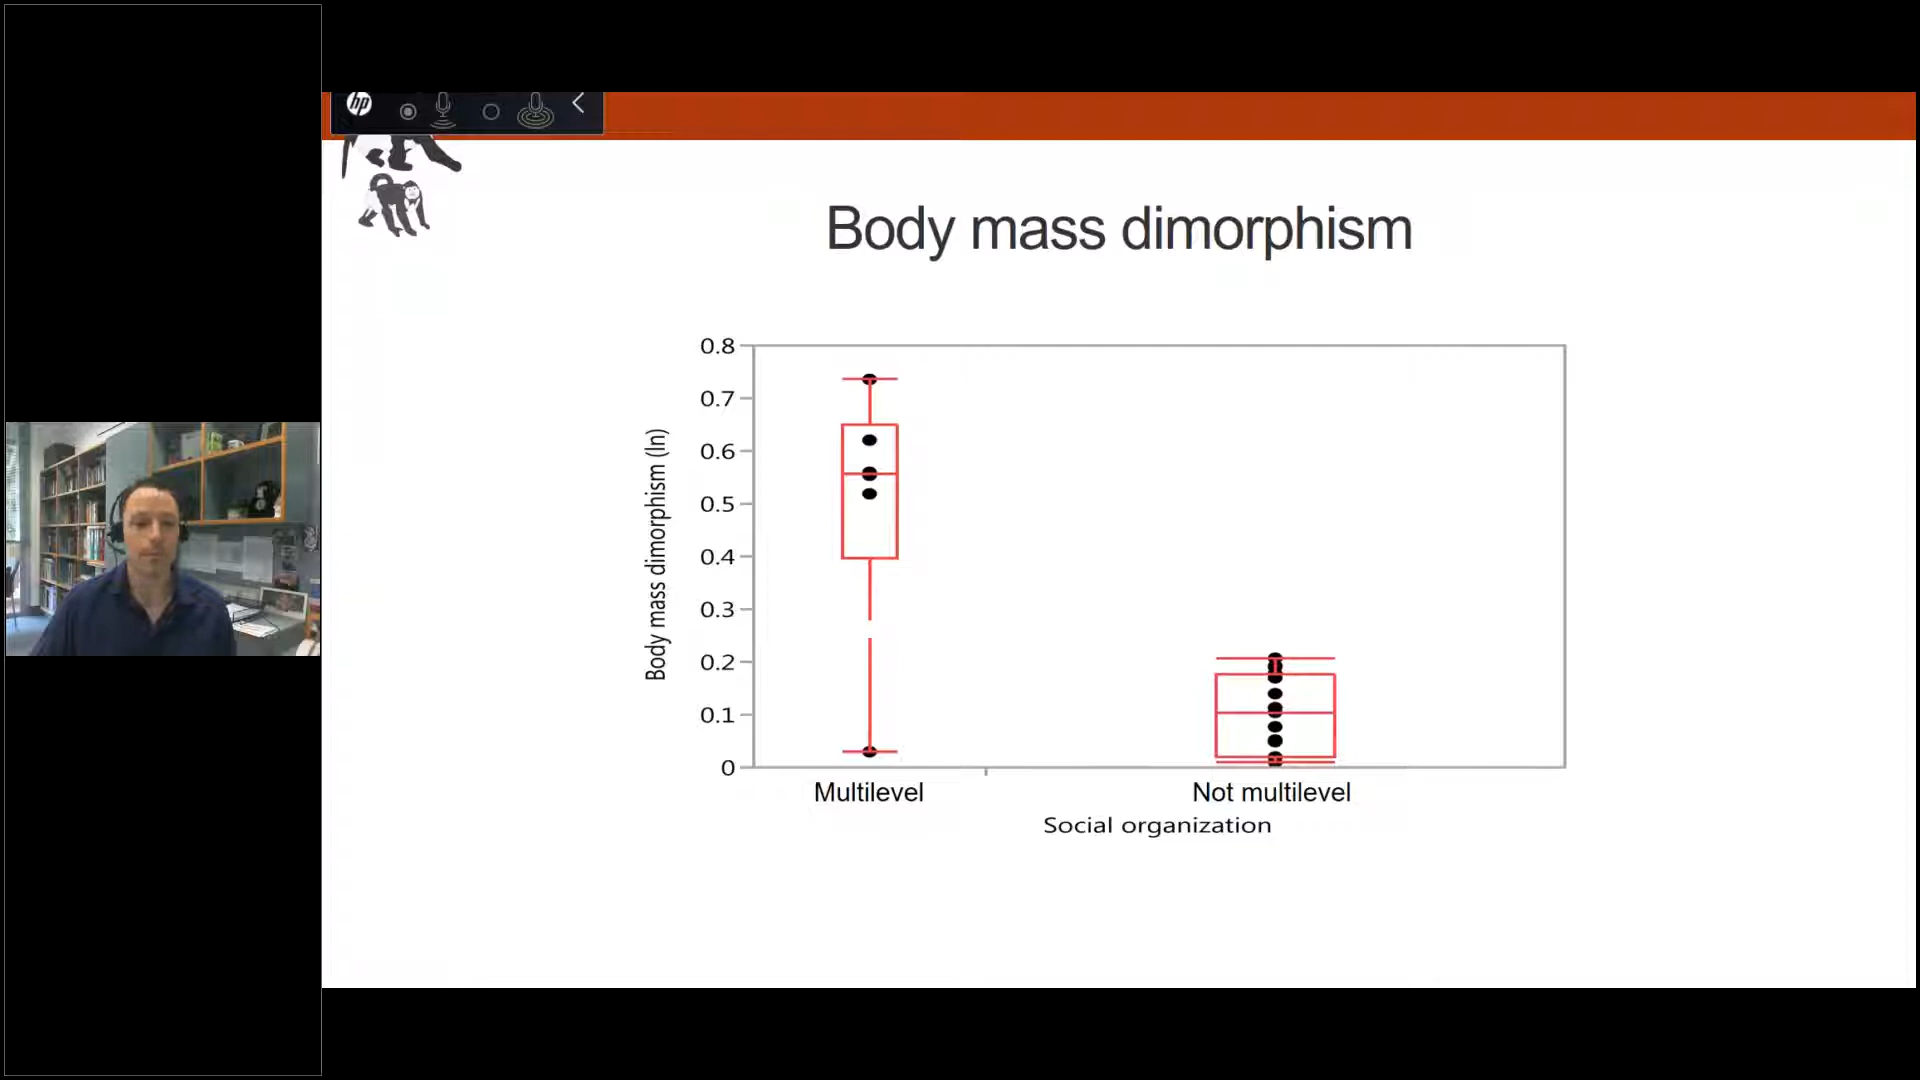 hp
Body mass dimorphism
0.8
0.7
0.6
0.5
0.4
0.3
0.2
0.1
0
Body mass dimorphism (ln)
Multilevel
Not multilevel
Social organization